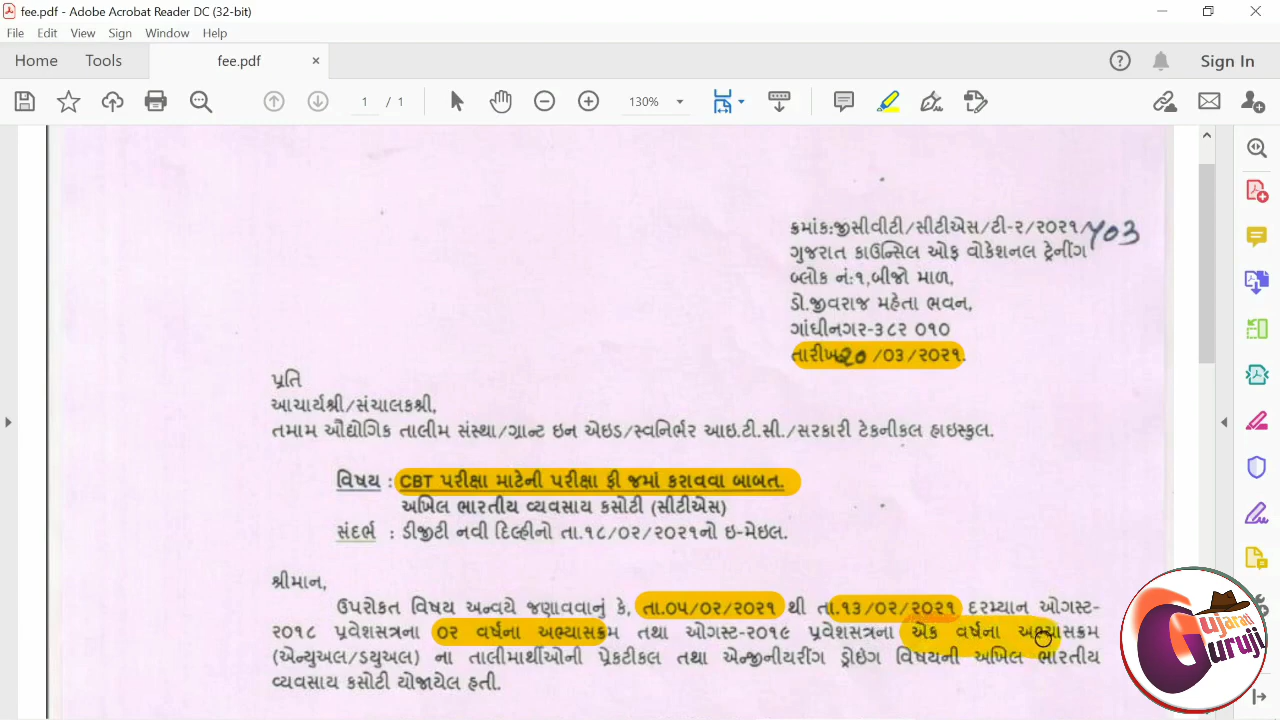 fee.pdf - Adobe Acrobat Reader DC (32-bit)
File Edit View Sign Window Help
Home Tools fee.pdf × Sign In
1 / 1 130%
ક્રમાંક:જીસીવીટી/સીટીએસ/ટી-૨/૨૦૨૧/૫03
ગુજરાત કાઉન્સિલ ઓફ વોકેશનલ ટ્રેનીંગ
બ્લોક નં:૧,બીજો માળ,
ડો.જીવરાજ મહેતા ભવન,
ગાંધીનગર-૩૮૨ ૦૧૦
તારીખ:૨0 /૦૩/૨૦૨૧.
પ્રતિ
આચાર્યશ્રી/સંચાલકશ્રી,
તમામ ઔદ્યોગિક તાલીમ સંસ્થા/ગ્રાન્ટ ઇન એઇડ/સ્વનિર્ભર આઇ.ટી.સી./સરકારી ટેકનીકલ હાઇસ્કુલ.
વિષય : CBT પરીક્ષા માટેની પરીક્ષા ફી જમાં કરાવવા બાબત.
અખિલ ભારતીય વ્યવસાય કસોટી (સીટીએસ)
સંદર્ભ : ડીજીટી નવી દિલ્હીનો તા.૧૮/૦૨/૨૦૨૧નો ઇ-મેઇલ.
શ્રીમાન,
ઉપરોકત વિષય અન્વયે જણાવવાનું કે, તા.૦૫/૦૨/૨૦૨૧ થી તા.૧૩/૦૨/૨૦૨૧ દરમ્યાન ઓગસ્ટ-
૨૦૧૮ પ્રવેશસત્રના ૦૨ વર્ષના અભ્યાસક્રમ તથા ઓગસ્ટ-૨૦૧૯ પ્રવેશસત્રના એક વર્ષના અભ્યાસક્રમ
(એન્યુઅલ/ડયુઅલ) ના તાલીમાર્થીઓની પ્રેકટીકલ તથા એન્જીનીયરીંગ ડ્રોઇંગ વિષયની અખિલ ભારતીય
વ્યવસાય કસોટી યોજાયેલ હતી.
Gujarati
Guruji